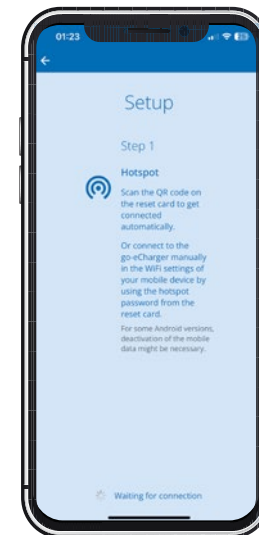 01:23
Setup
Step 1
Hotspot
Scan the QR code on
the reset card to get
connected
automatically.
Or connect to the
go-eCharger manually
in the WiFi settings of
your mobile device by
using the hotspot
password from the
reset card.
For some Android versions,
deactivation of the mobile
data might be necessary.
Waiting for connection